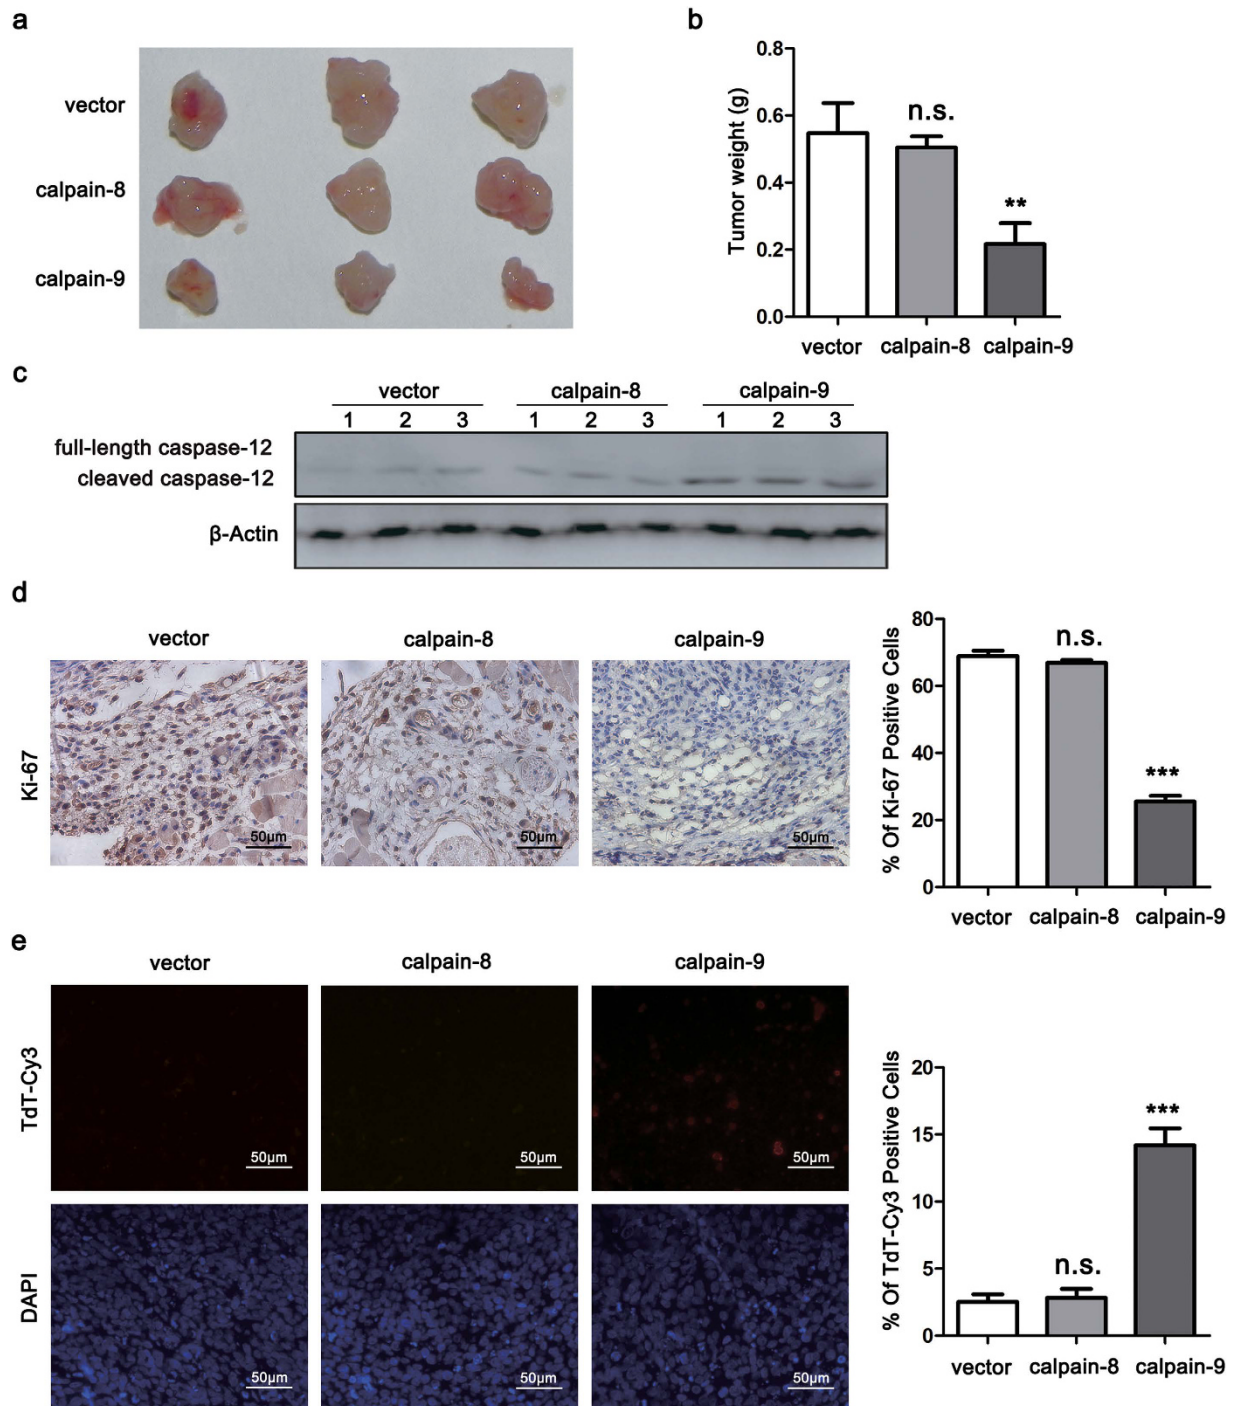 a
vector
calpain-8
calpain-9
b
Tumor weight (g)
0.8
0.6
0.4
0.2
0.0
n.s.
**
vector calpain-8 calpain-9
c
vector calpain-8 calpain-9
1 2 3 1 2 3 1 2 3
full-length caspase-12
cleaved caspase-12
β-Actin
d
vector calpain-8 calpain-9
Ki-67
50μm 50μm 50μm
% Of Ki-67 Positive Cells
80
60
40
20
0
n.s.
***
vector calpain-8 calpain-9
e
vector calpain-8 calpain-9
TdT-Cy3
50μm 50μm 50μm
DAPI
50μm 50μm 50μm
% Of TdT-Cy3 Positive Cells
20
15
10
5
0
n.s.
***
vector calpain-8 calpain-9